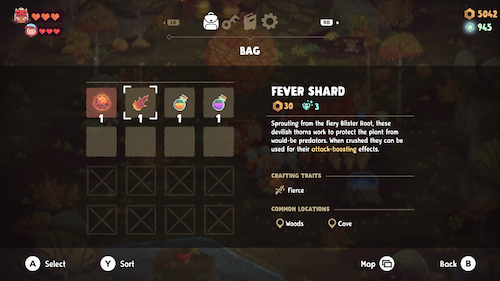 LB
RB
5042
945
BAG
1 1 1 1
FEVER SHARD
30 3
Sprouting from the fiery Blister Root, these
devilish thorns work to protect the plant from
would-be predators. When crushed they can be
used for their attack-boosting effects.
CRAFTING TRAITS
Fierce
COMMON LOCATIONS
Woods Cave
A Select Y Sort Map Back B